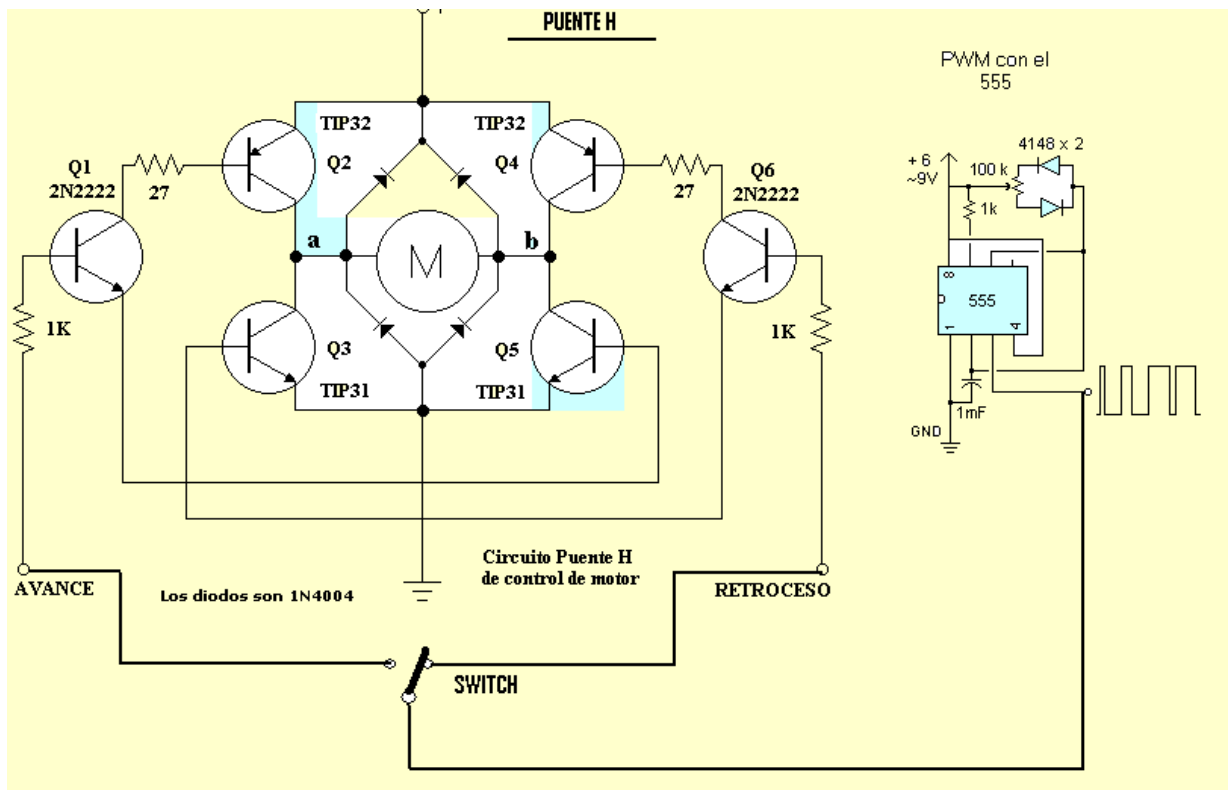 PUENTE H
PWM con el
555
TIP32
TIP32
Q1
2N2222
Q2
Q4
Q6
2N2222
27
27
4148 x 2
+ 6
~9V
100 k
1k
a
M
b
8
555
1
4
1K
Q3
Q5
1K
TIP31
TIP31
1mF
GND
Circuito Puente H
de control de motor
AVANCE
Los diodos son 1N4004
RETROCESO
SWITCH